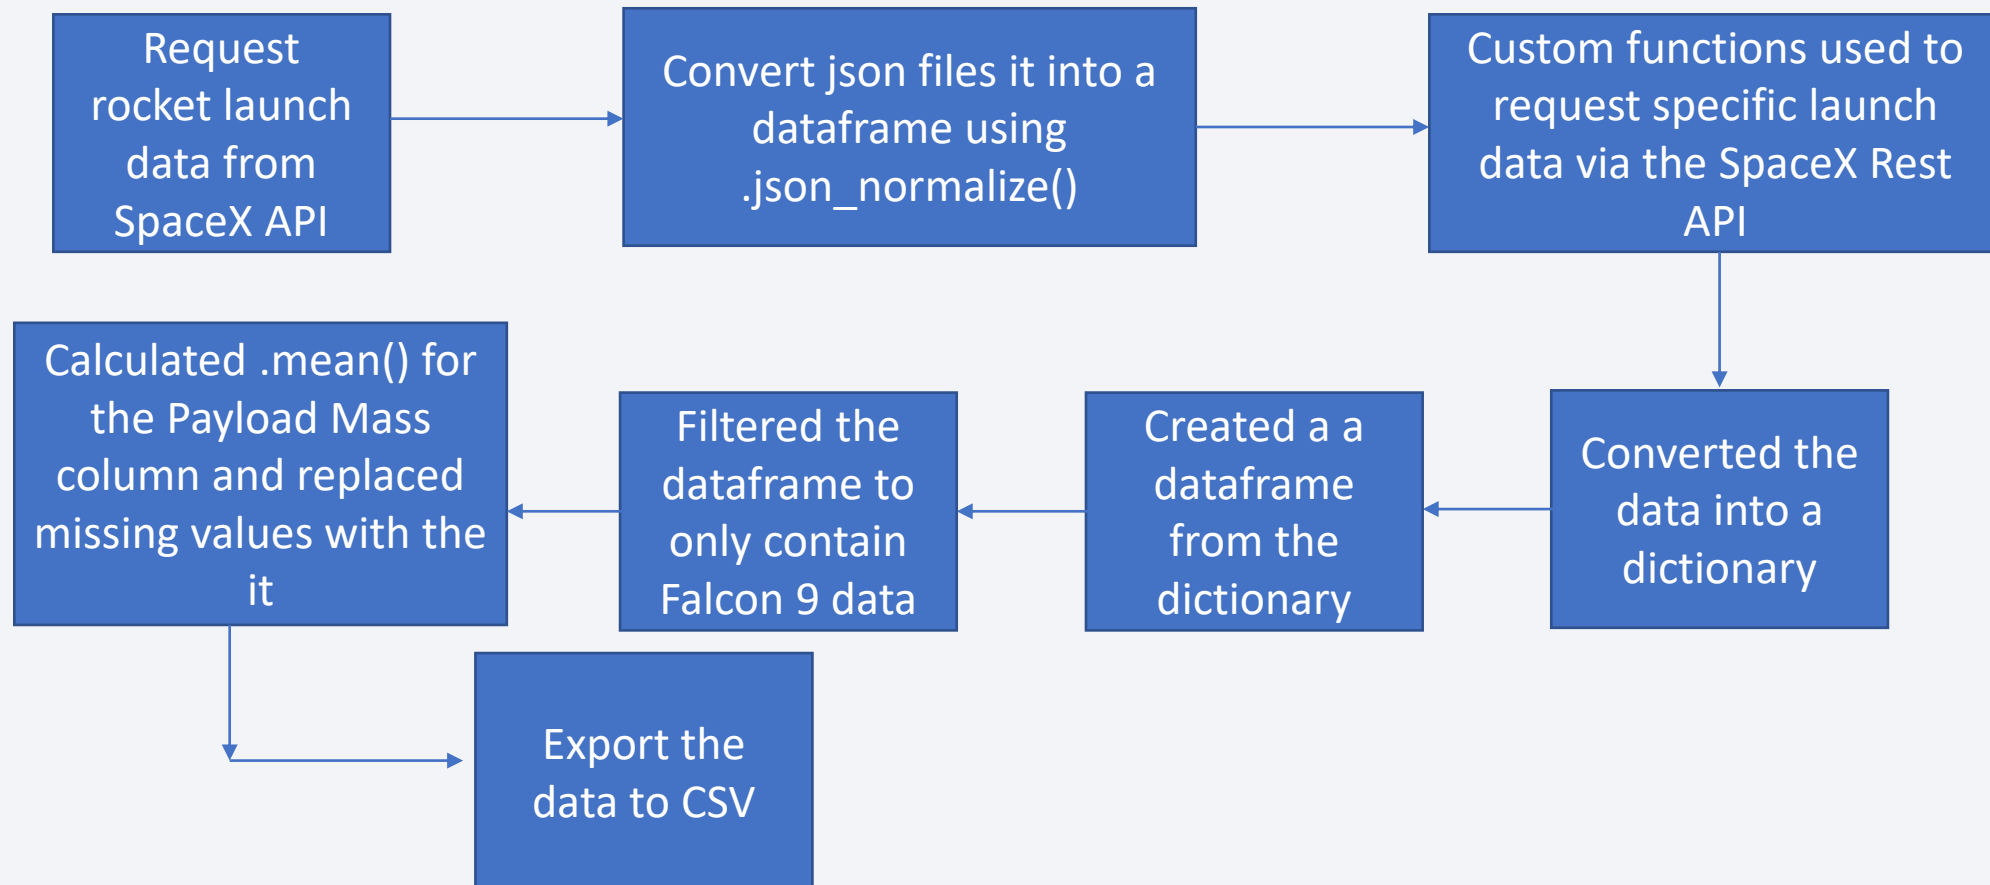 Request
rocket launch
data from
SpaceX API
Convert json files it into a
dataframe using
.json_normalize()
Custom functions used to
request specific launch
data via the SpaceX Rest
API
Converted the
data into a
dictionary
Created a a
dataframe
from the
dictionary
Filtered the
dataframe to
only contain
Falcon 9 data
Calculated .mean() for
the Payload Mass
column and replaced
missing values with the
it
Export the
data to CSV